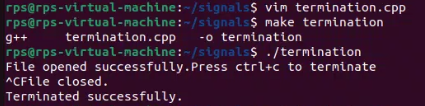 rps@rps-virtual-machine:~/signals$ vim termination.cpp
rps@rps-virtual-machine:~/signals$ make termination
g++     termination.cpp   -o termination
rps@rps-virtual-machine:~/signals$ ./termination
File opened successfully.Press ctrl+c to terminate
^CFile closed.
Terminated successfully.